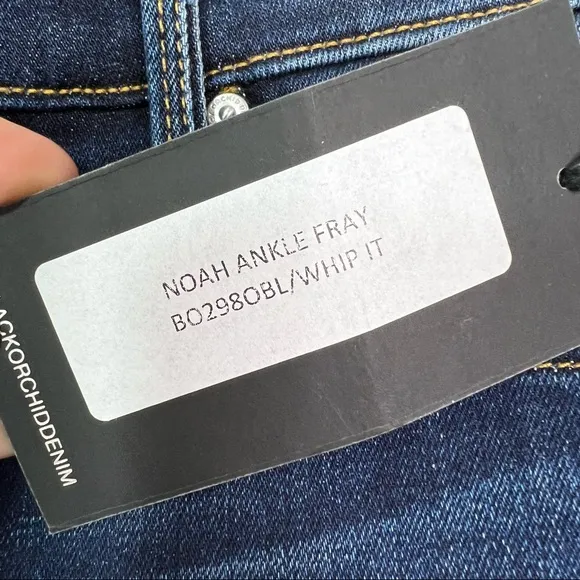 NOAH ANKLE FRAY
BO298OBL/WHIP IT
ACKORCHIDDENIM